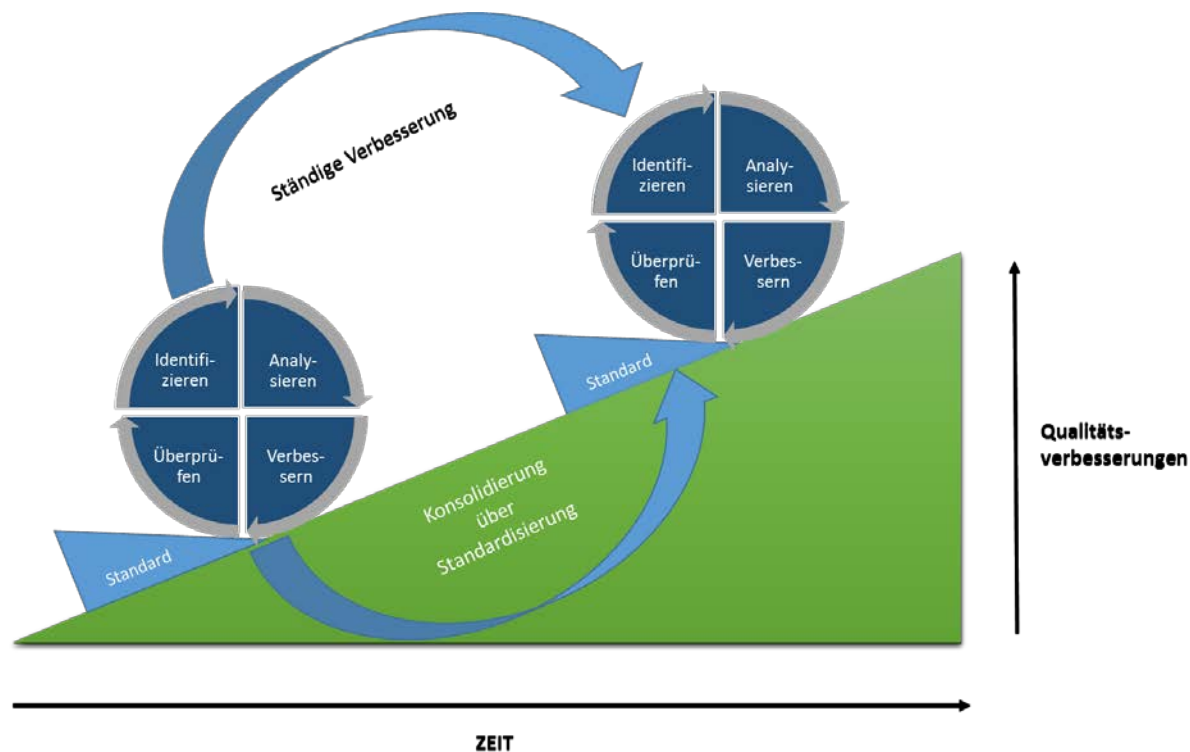 Ständige Verbesserung
Identifi-
zieren
Analy-
sieren
Überprü-
fen
Verbes-
sern
Standard
Identifi-
zieren
Analy-
sieren
Überprü-
fen
Verbes-
sern
Standard
Konsolidierung
über
Standardisierung
Qualitäts-
verbesserungen
ZEIT